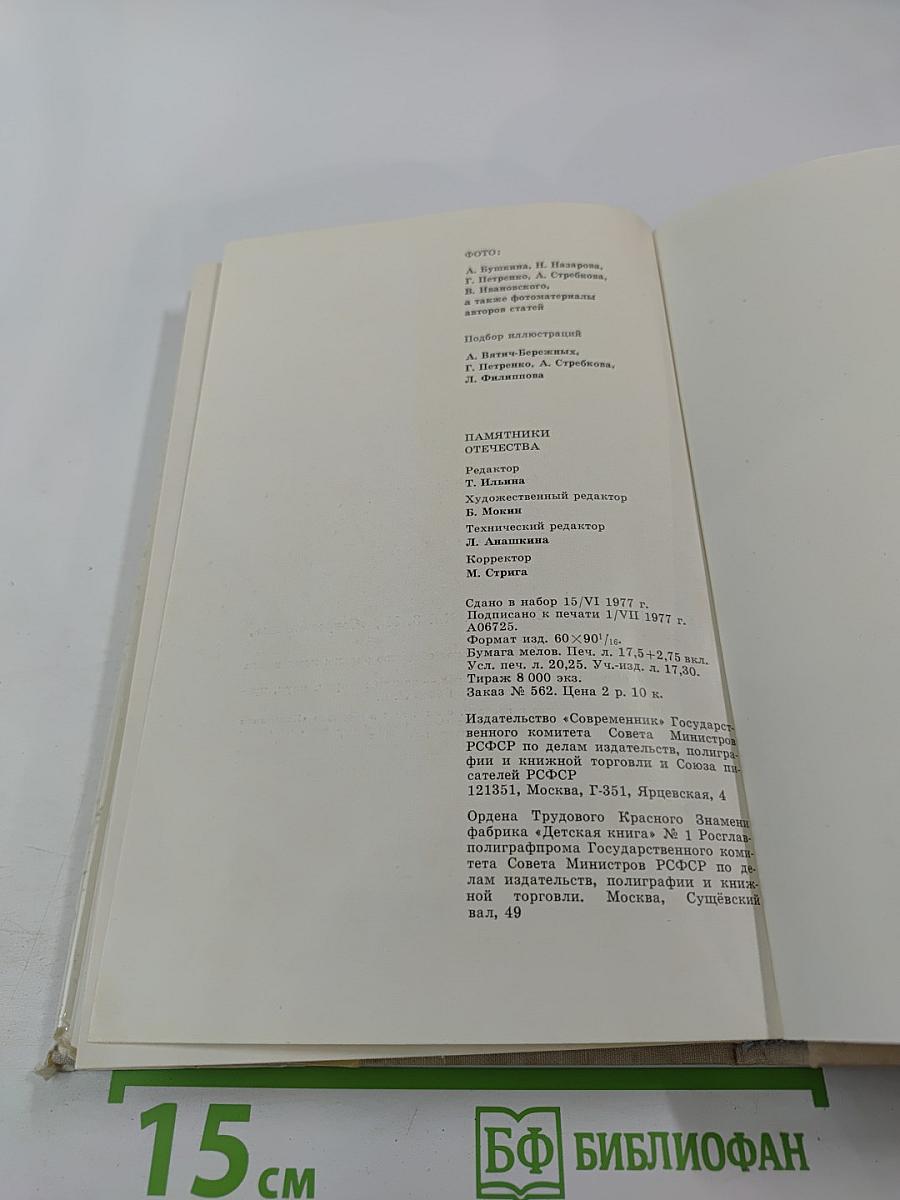 ФОТО:
А. Бушкина, Н. Назарова,
Г. Петренко, А. Стребкова,
В. Ивановского,
а также фотоматериалы
авторов статей
Подбор иллюстраций
А. Вятич-Бережных,
Г. Петренко, А. Стребкова,
Л. Филиппова
ПАМЯТНИКИ
ОТЕЧЕСТВА
Редактор
Т. Ильина
Художественный редактор
Б. Мокин
Технический редактор
Л. Анашкина
Корректор
М. Стрига
Сдано в набор 15/VI 1977 г.
Подписано к печати 1/VII 1977 г.
А06725.
Формат изд. 60×90¹/₁₆.
Бумага мелов. Печ. л. 17,5+2,75 вкл.
Усл. печ. л. 20,25. Уч.-изд. л. 17,30.
Тираж 8 000 экз.
Заказ № 562. Цена 2 р. 10 к.
Издательство «Современник» Государст-
венного комитета Совета Министров
РСФСР по делам издательств, полигра-
фии и книжной торговли и Союза пи-
сателей РСФСР
121351, Москва, Г-351, Ярцевская, 4
Ордена Трудового Красного Знамени
фабрика «Детская книга» № 1 Росглав-
полиграфпрома Государственного коми-
тета Совета Министров РСФСР по де-
лам издательств, полиграфии и книж-
ной торговли. Москва, Сущёвский
вал, 49
15 см
БФ БИБЛИОФАН